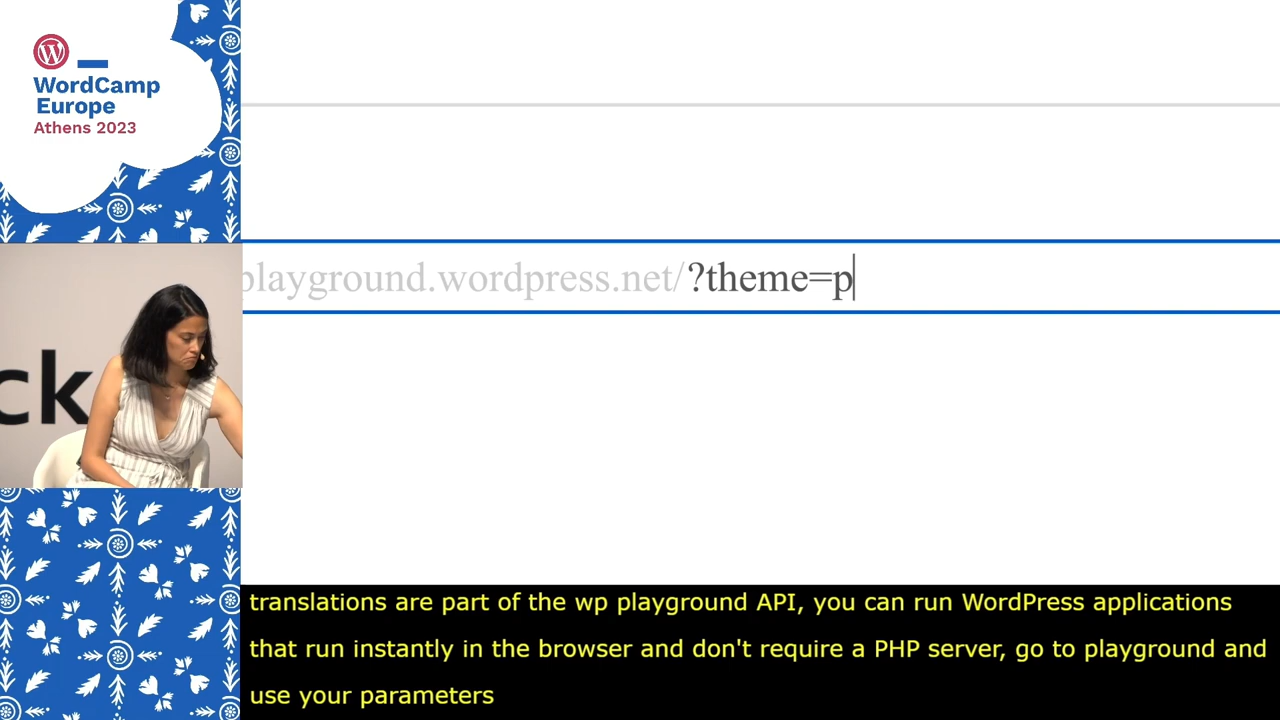 WordCamp
Europe
Athens 2023
ck
playground.wordpress.net/?theme=p
translations are part of the wp playground API, you can run WordPress applications
that run instantly in the browser and don't require a PHP server, go to playground and
use your parameters